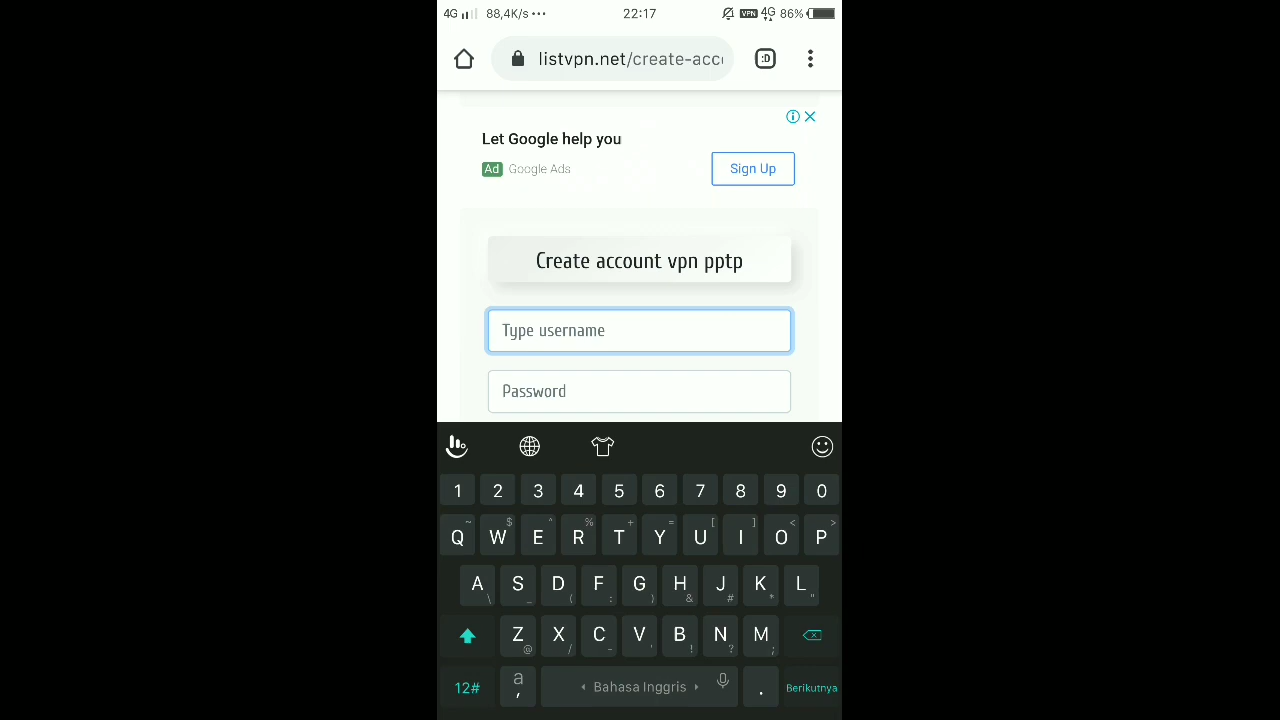 4G 88,4K/s ••• 22:17 VPN 4G 86%
listvpn.net/create-acc
:D
Let Google help you
Ad Google Ads
Sign Up
Create account vpn pptp
Type username
Password
1 2 3 4 5 6 7 8 9 0
~ $ ^ % + = [ ] < >
Q W E R T Y U I O P
A S D F G H J K L
\ _ ( : ) & # * "
Z X C V B N M
@ / - ' ! ? ;
12# a , Bahasa Inggris . Berikutnya